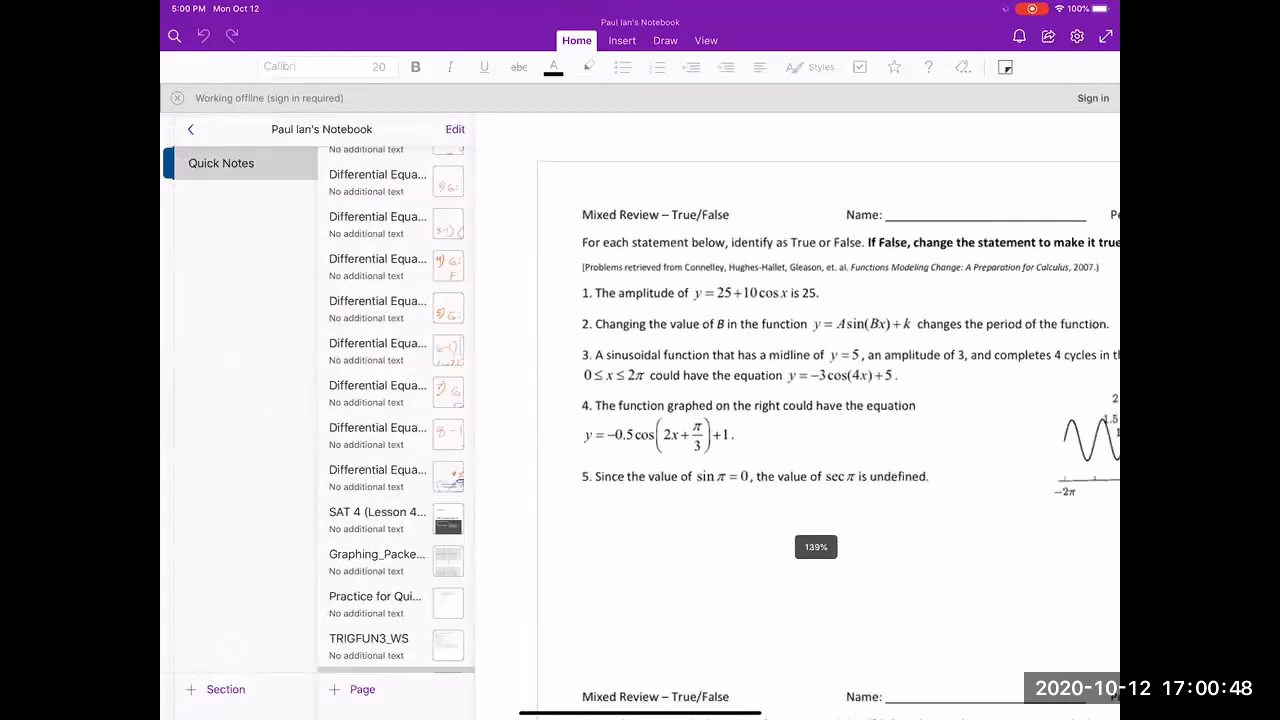 5:00 PM Mon Oct 12
100%
Paul Ian's Notebook
Home Insert Draw View
Calibri 20 B I U abc A Styles ?
Working offline (sign in required) Sign in
Paul Ian's Notebook Edit
Quick Notes
No additional text
Differential Equa...
No additional text
Differential Equa...
No additional text
Differential Equa...
No additional text
Differential Equa...
No additional text
Differential Equa...
No additional text
Differential Equa...
No additional text
Differential Equa...
No additional text
Differential Equa...
No additional text
SAT 4 (Lesson 4...
No additional text
Graphing_Packe...
No additional text
Practice for Qui...
No additional text
TRIGFUN3_WS
No additional text
+ Section
+ Page
Mixed Review – True/False Name: ____________________
For each statement below, identify as True or False. If False, change the statement to make it true
[Problems retrieved from Connelley, Hughes-Hallet, Gleason, et. al. Functions Modeling Change: A Preparation for Calculus, 2007.)
1. The amplitude of y = 25 + 10 cos x is 25.
2. Changing the value of B in the function y = A sin(Bx) + k changes the period of the function.
3. A sinusoidal function that has a midline of y = 5, an amplitude of 3, and completes 4 cycles in
0 ≤ x ≤ 2π could have the equation y = −3cos(4x) + 5.
4. The function graphed on the right could have the equation
y = −0.5 cos(2x + π/3) + 1.
5. Since the value of sin π = 0, the value of sec π is undefined.
2
1.5
−2π
139%
Mixed Review – True/False Name: ____________________
2020-10-12 17:00:48